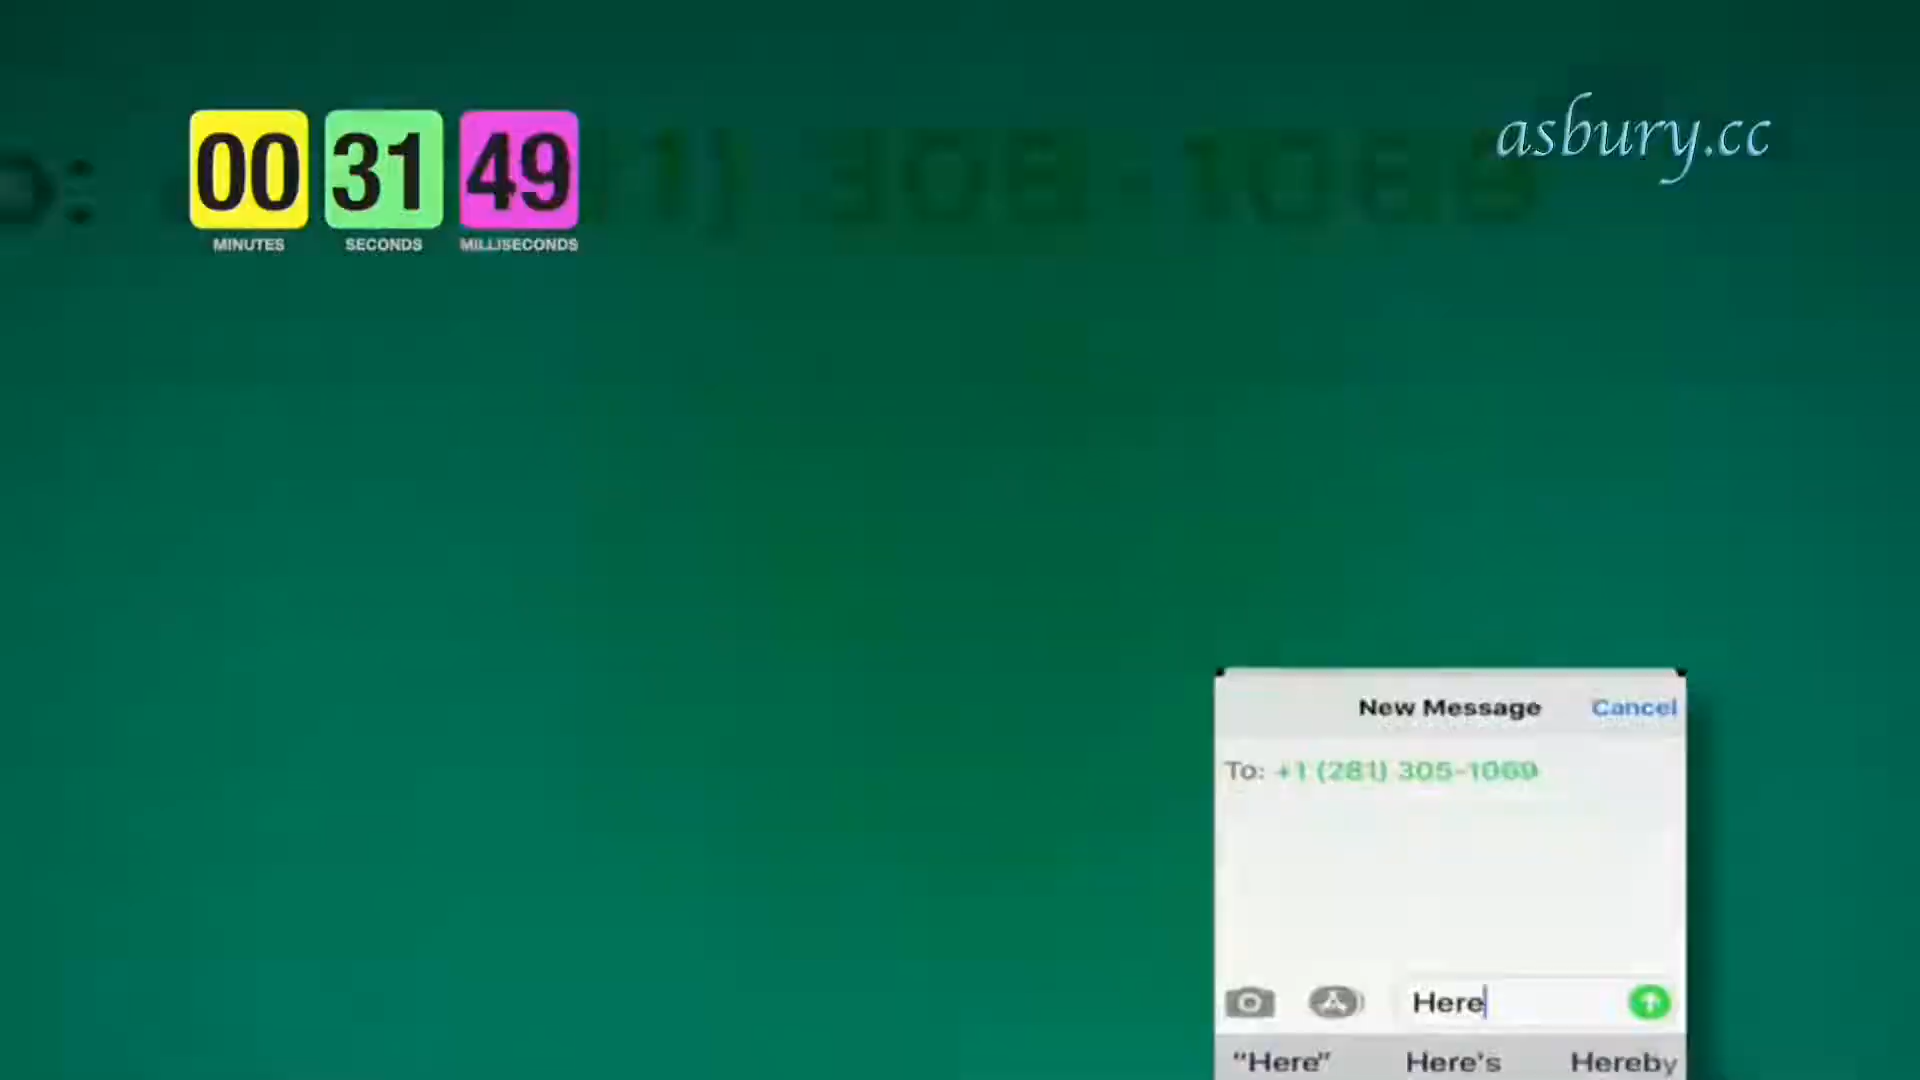 00 31 49
MINUTES SECONDS MILLISECONDS
asbury.cc
New Message Cancel
To: +1 (281) 305-1069
Here
"Here" Here's Hereby